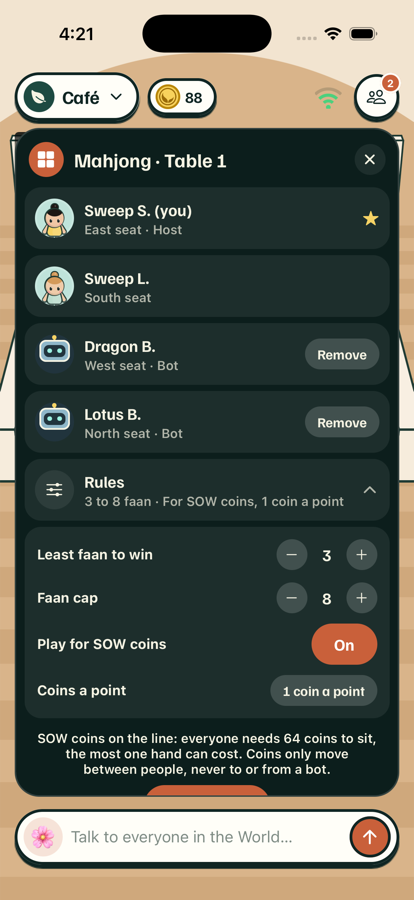 4:21
Café
88
2
Mahjong · Table 1
Sweep S. (you)
East seat · Host
Sweep L.
South seat
Dragon B.
West seat · Bot
Remove
Lotus B.
North seat · Bot
Remove
Rules
3 to 8 faan · For SOW coins, 1 coin a point
Least faan to win
3
Faan cap
8
Play for SOW coins
On
Coins a point
1 coin a point
SOW coins on the line: everyone needs 64 coins to sit,
the most one hand can cost. Coins only move
between people, never to or from a bot.
Talk to everyone in the World...